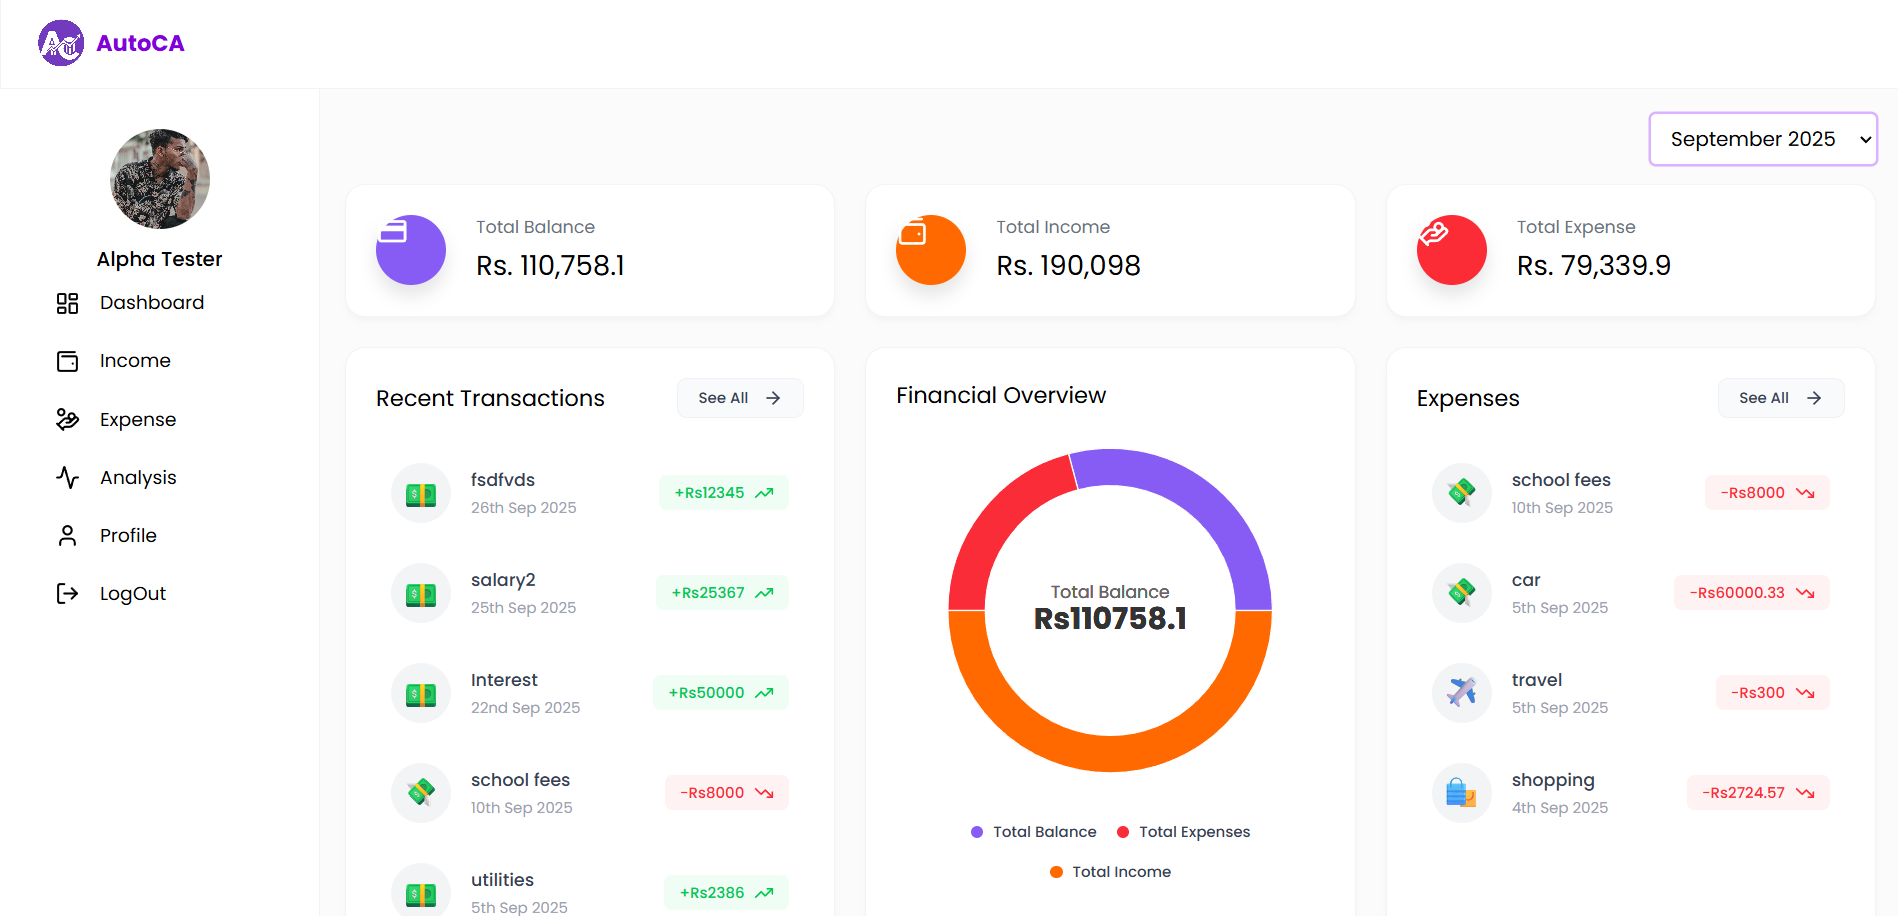 AutoCA
September 2025
Alpha Tester
Dashboard
Income
Expense
Analysis
Profile
LogOut
Total Balance
Rs. 110,758.1
Total Income
Rs. 190,098
Total Expense
Rs. 79,339.9
Recent Transactions
See All
fsdfvds
26th Sep 2025
+Rs12345
salary2
25th Sep 2025
+Rs25367
Interest
22nd Sep 2025
+Rs50000
school fees
10th Sep 2025
-Rs8000
utilities
5th Sep 2025
+Rs2386
Financial Overview
Total Balance
Rs110758.1
Total Balance
Total Expenses
Total Income
Expenses
See All
school fees
10th Sep 2025
-Rs8000
car
5th Sep 2025
-Rs60000.33
travel
5th Sep 2025
-Rs300
shopping
4th Sep 2025
-Rs2724.57